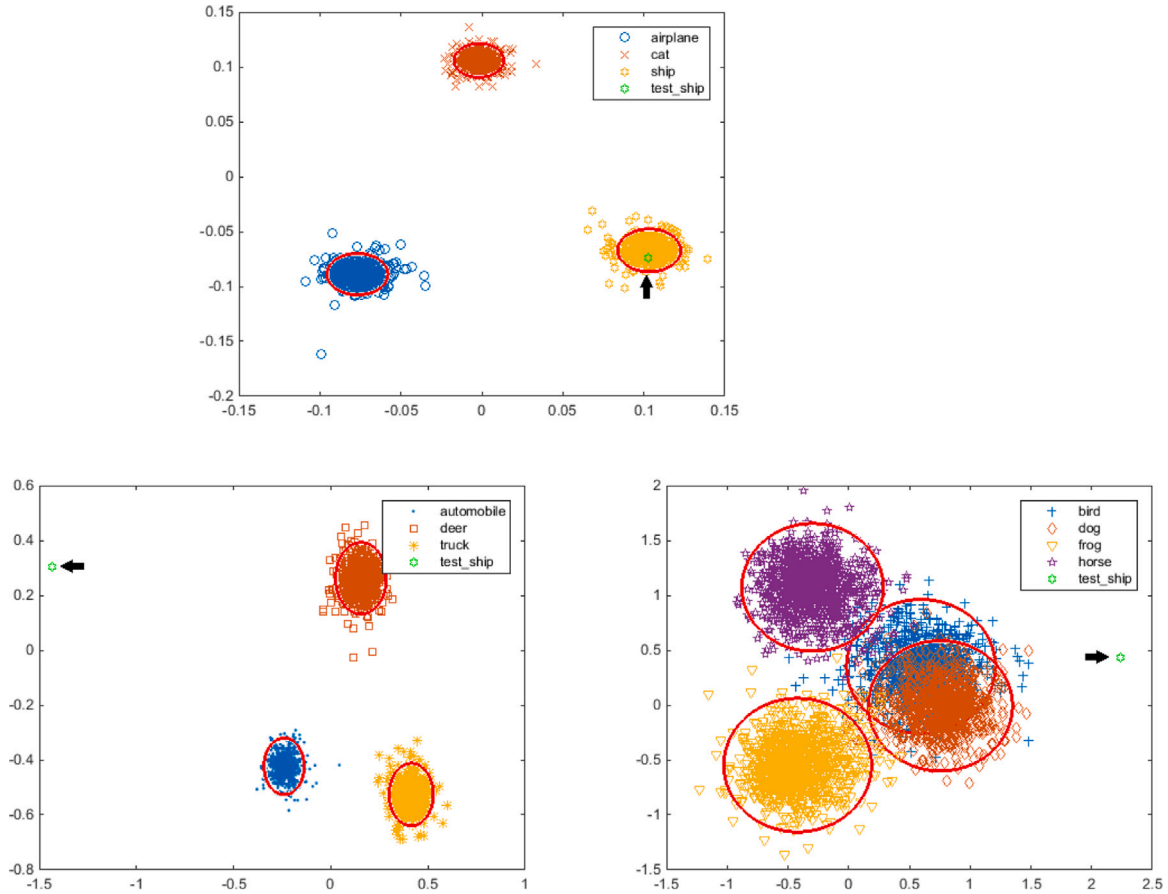 0.15
0.1
0.05
0
-0.05
-0.1
-0.15
-0.2
-0.15 -0.1 -0.05 0 0.05 0.1 0.15
airplane
cat
ship
test_ship
0.6
0.4
0.2
0
-0.2
-0.4
-0.6
-0.8
-1.5 -1 -0.5 0 0.5 1
automobile
deer
truck
test_ship
2
1.5
1
0.5
0
-0.5
-1
-1.5
-1.5 -1 -0.5 0 0.5 1 1.5 2 2.5
bird
dog
frog
horse
test_ship